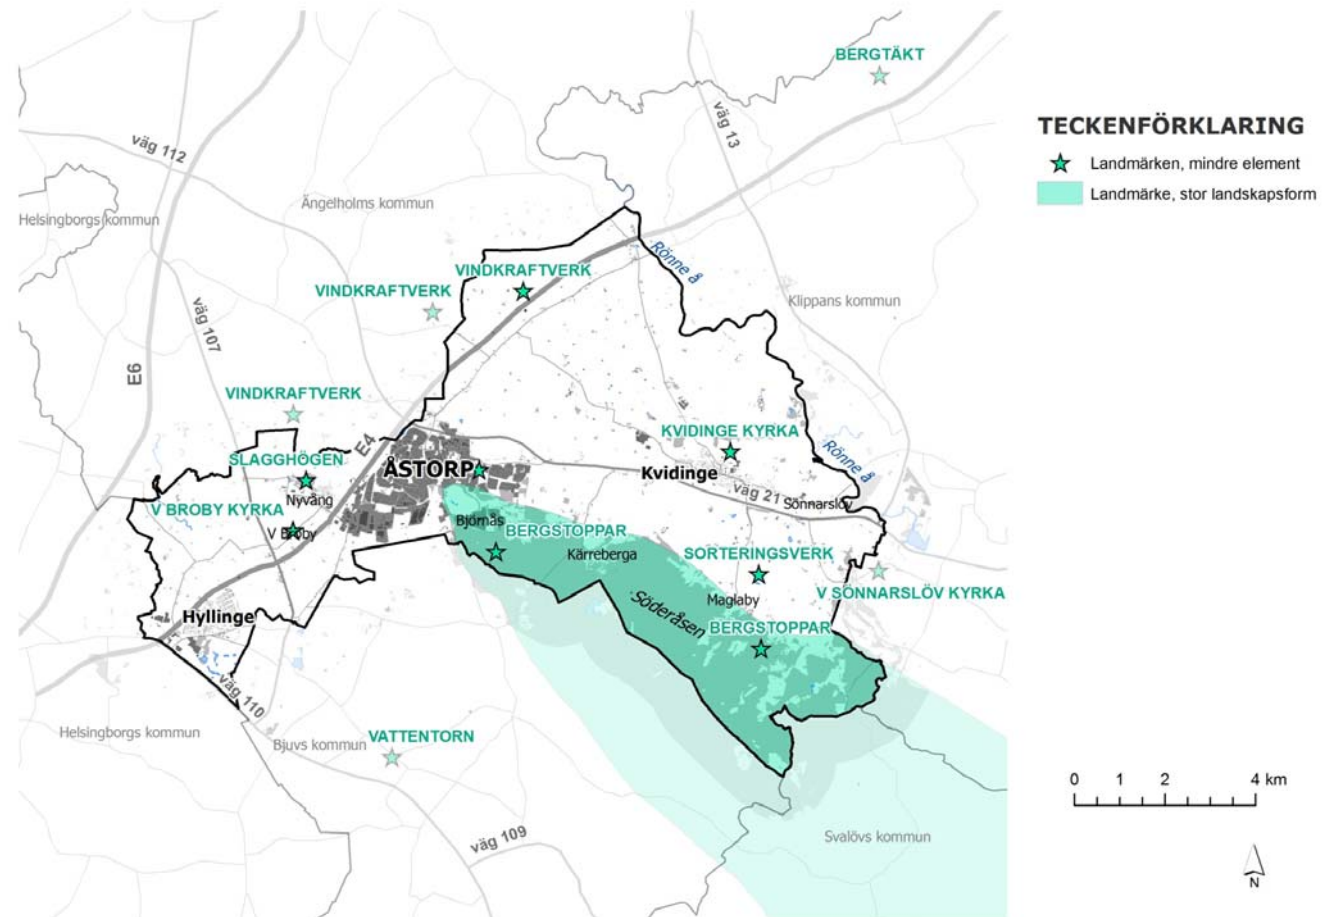 BERGTÄKT
väg 13
TECKENFÖRKLARING
Landmärken, mindre element
Landmärke, stor landskapsform
väg 112
Ängelholms kommun
Helsingborgs kommun
Rönne å
VINDKRAFTVERK
VINDKRAFTVERK
Klippans kommun
väg 107
E6
VINDKRAFTVERK
KVIDINGE KYRKA
E4
SLAGGHÖGEN
ÅSTORP
Kvidinge
Rönne å
väg 21
Sönnarslöv
Nyvång
V BROBY KYRKA
V Broby
Björnås
BERGSTOPPAR
Kärreberga
SORTERINGSVERK
V SÖNNARSLÖV KYRKA
Maglaby
Söderåsen
Hyllinge
BERGSTOPPAR
väg 110
Helsingborgs kommun
Bjuvs kommun
VATTENTORN
0 1 2 4 km
väg 109
Svalövs kommun
N